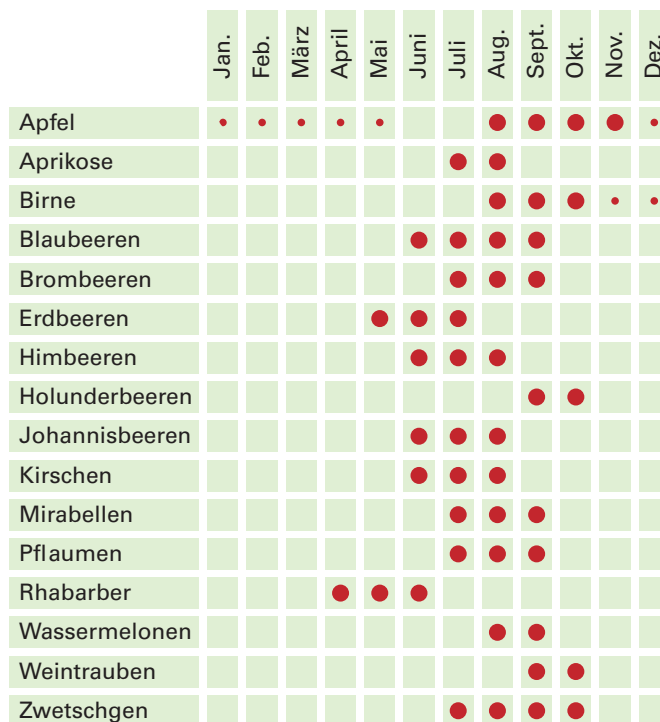 Jan. Feb. März April Mai Juni Juli Aug. Sept. Okt. Nov. Dez.
Apfel
Aprikose
Birne
Blaubeeren
Brombeeren
Erdbeeren
Himbeeren
Holunderbeeren
Johannisbeeren
Kirschen
Mirabellen
Pflaumen
Rhabarber
Wassermelonen
Weintrauben
Zwetschgen